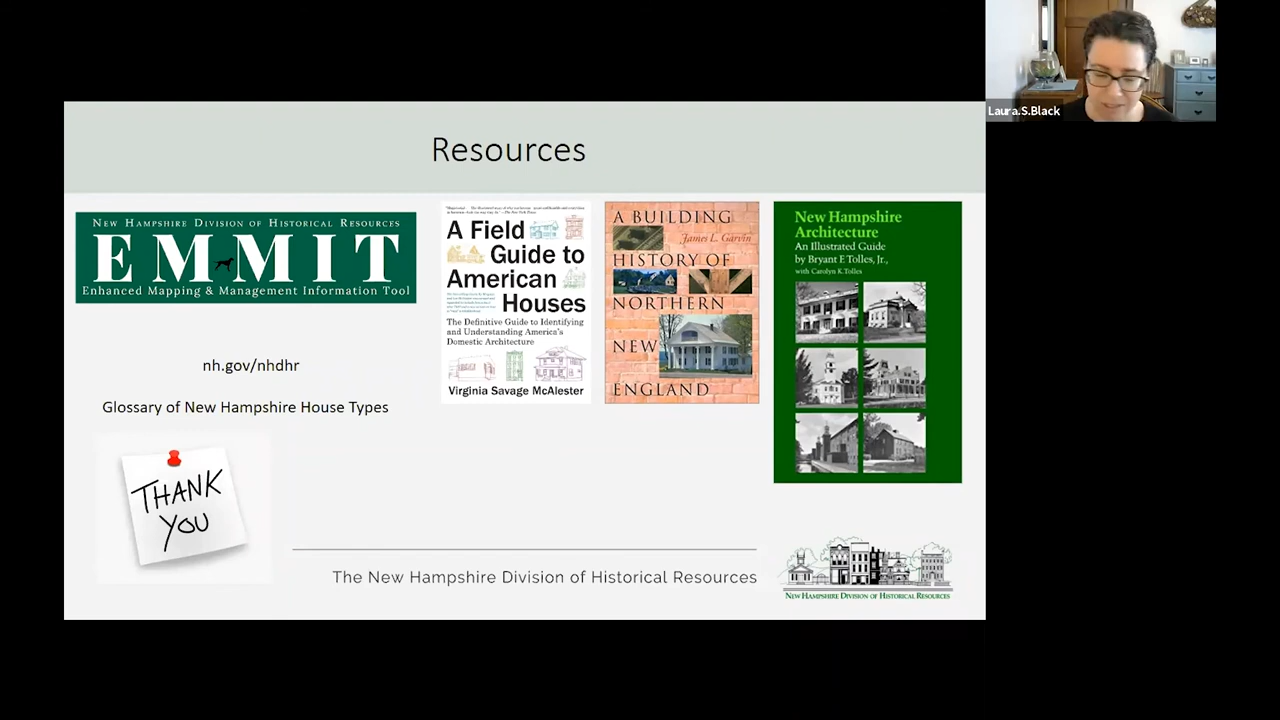 Laura.S.Black
Resources
NEW HAMPSHIRE DIVISION OF HISTORICAL RESOURCES
EMMIT
Enhanced Mapping & Management Information Tool
nh.gov/nhdhr
Glossary of New Hampshire House Types
THANK
YOU
A Field
Guide to
American
Houses
The Definitive Guide to Identifying
and Understanding America's
Domestic Architecture
Virginia Savage McAlester
A BUILDING
James L. Garvin
HISTORY OF
NORTHERN
NEW
ENGLAND
New Hampshire
Architecture
An Illustrated Guide
by Bryant F. Tolles, Jr.,
with Carolyn K. Tolles
The New Hampshire Division of Historical Resources
NEW HAMPSHIRE DIVISION OF HISTORICAL RESOURCES